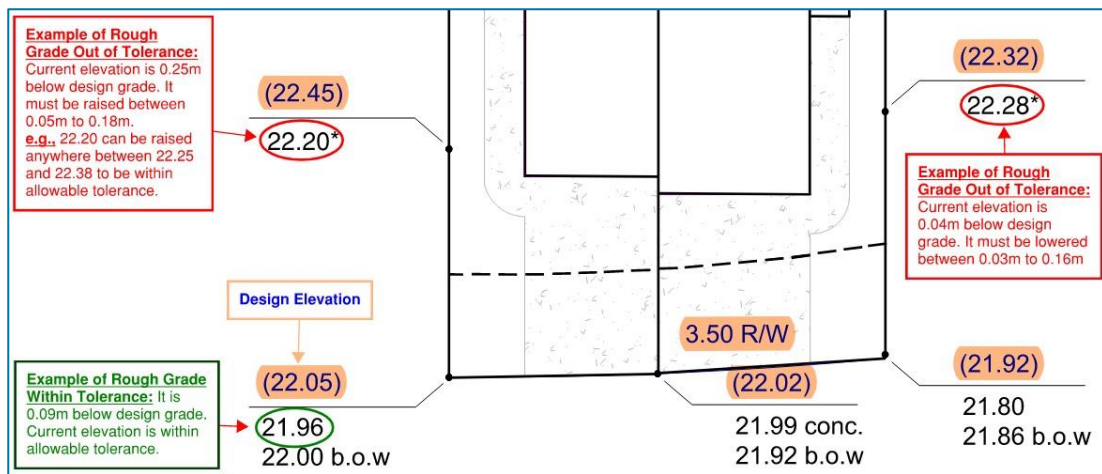 Example of Rough
Grade Out of Tolerance:
Current elevation is 0.25m
below design grade. It
must be raised between
0.05m to 0.18m.
e.g., 22.20 can be raised
anywhere between 22.25
and 22.38 to be within
allowable tolerance.
(22.45)
22.20*
(22.32)
22.28*
Example of Rough
Grade Out of Tolerance:
Current elevation is
0.04m below design
grade. It must be lowered
between 0.03m to 0.16m
Design Elevation
3.50 R/W
Example of Rough Grade
Within Tolerance: It is
0.09m below design grade.
Current elevation is within
allowable tolerance.
(22.05)
21.96
22.00 b.o.w
(22.02)
21.99 conc.
21.92 b.o.w
(21.92)
21.80
21.86 b.o.w